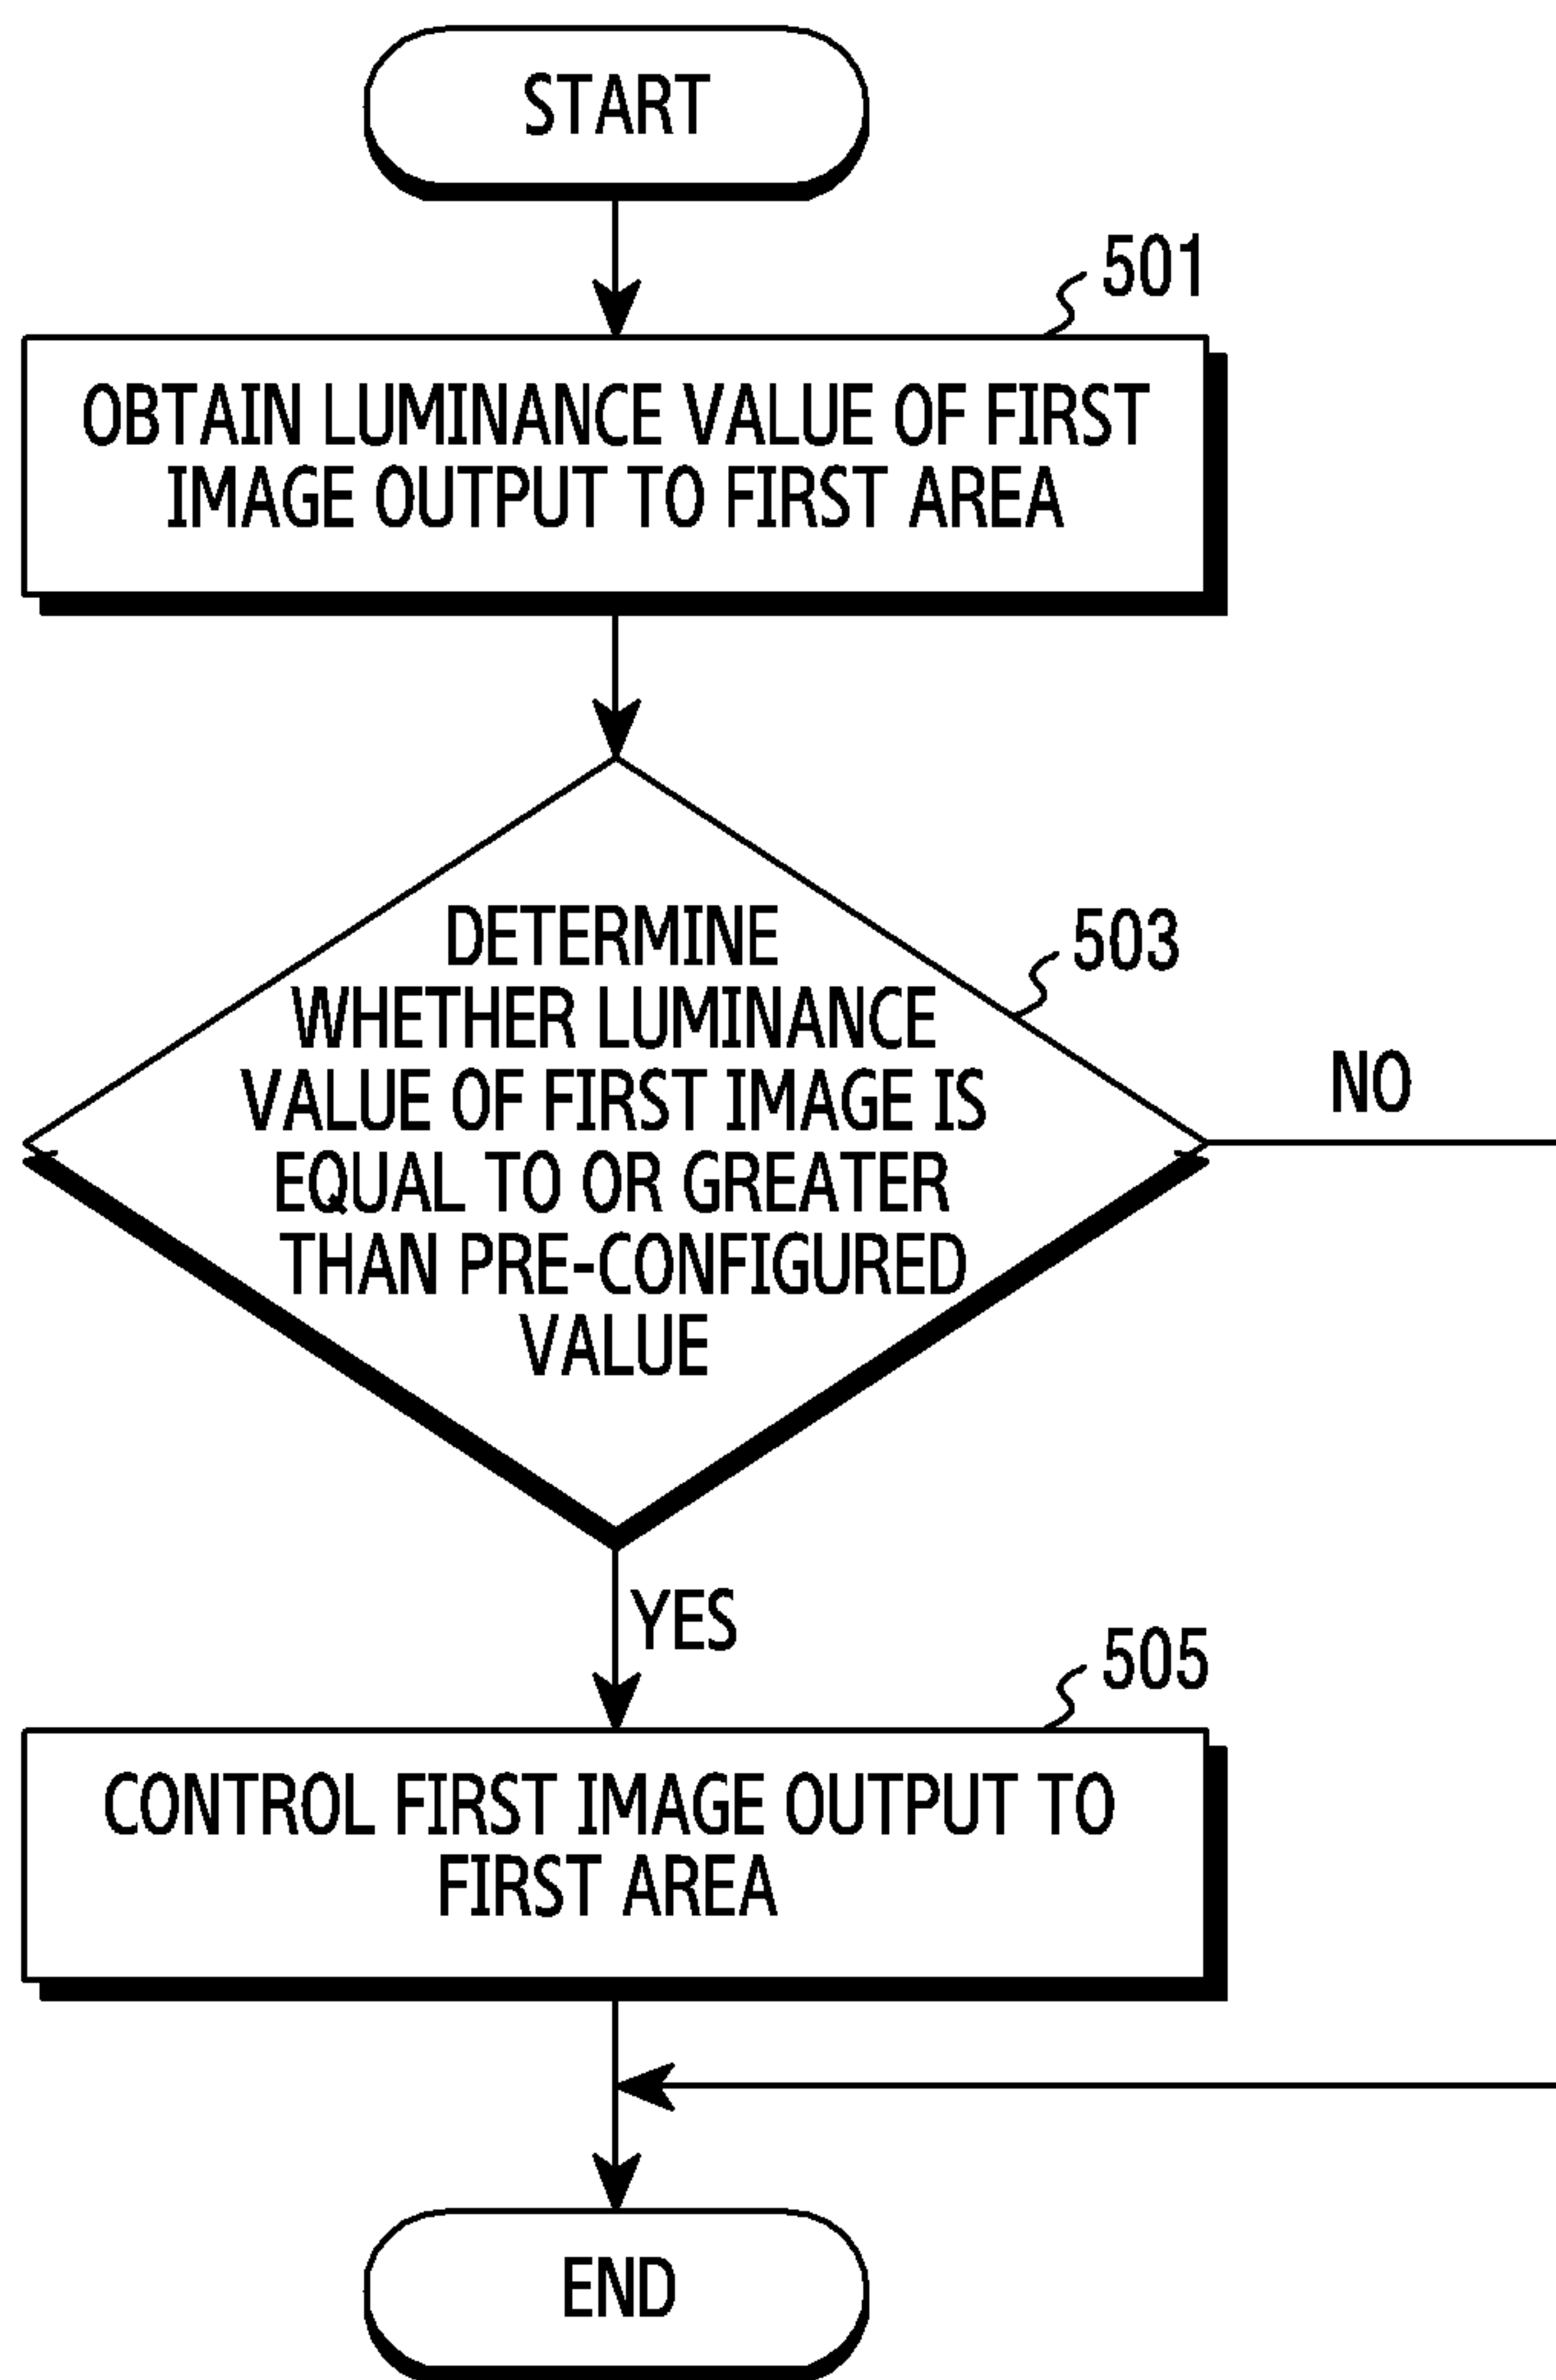 START
501
OBTAIN LUMINANCE VALUE OF FIRST
IMAGE OUTPUT TO FIRST AREA
503
DETERMINE
WHETHER LUMINANCE
VALUE OF FIRST IMAGE IS
EQUAL TO OR GREATER
THAN PRE-CONFIGURED
VALUE
NO
YES
505
CONTROL FIRST IMAGE OUTPUT TO
FIRST AREA
END